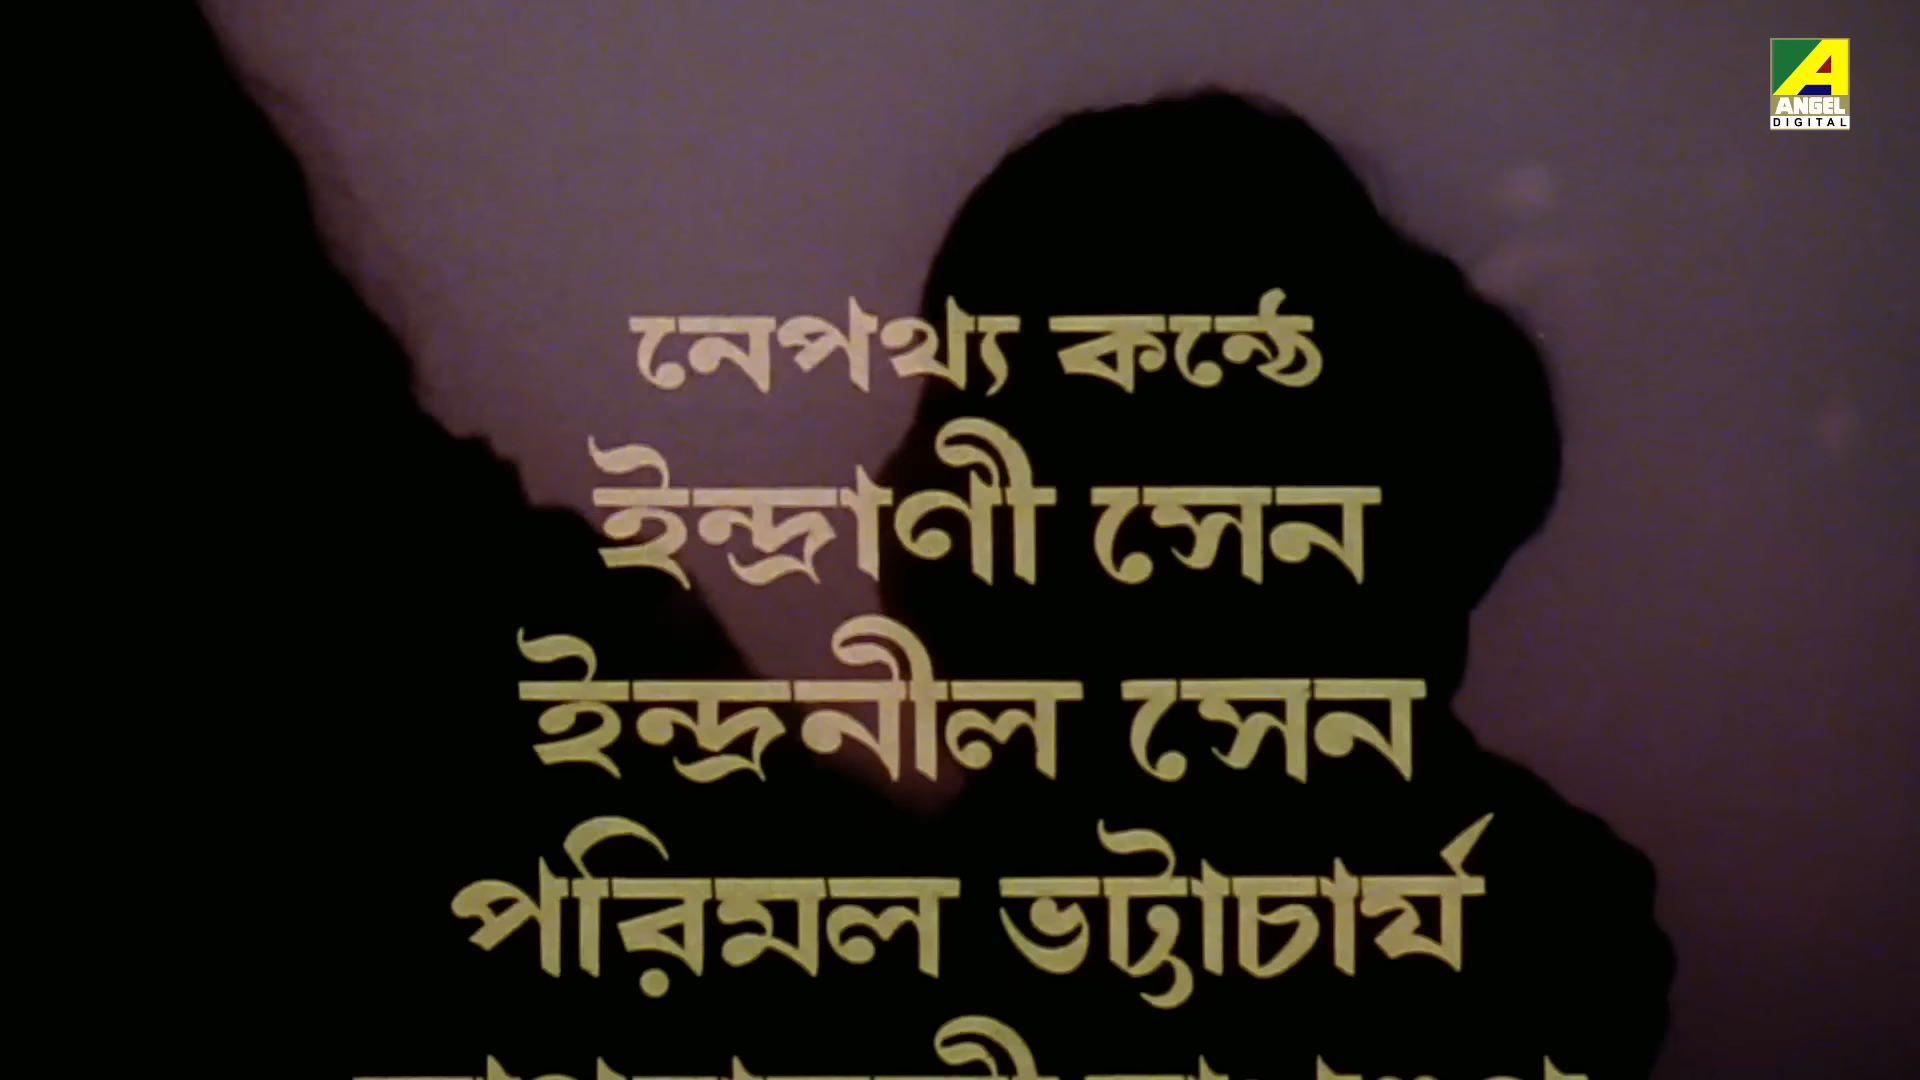 ANGEL
DIGITAL
নেপথ্য কন্ঠে
ইন্দ্রাণী সেন
ইন্দ্রনীল সেন
পরিমল ভট্টাচার্য